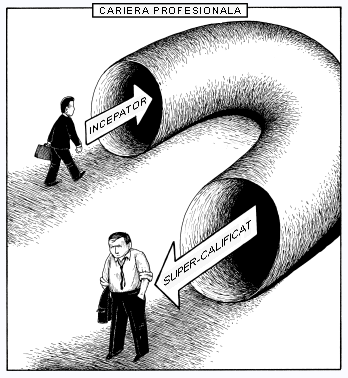 CARIERA PROFESIONALA
INCEPATOR
SUPER-CALIFICAT